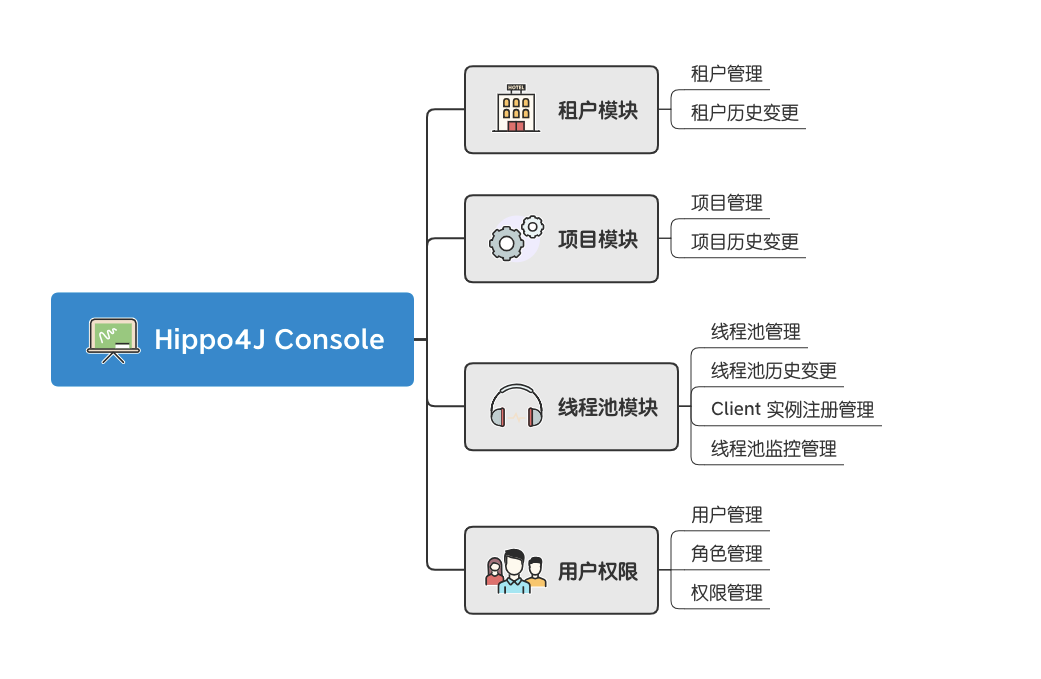 Hippo4J Console
HOTEL
租户模块
租户管理
租户历史变更
项目模块
项目管理
项目历史变更
线程池模块
线程池管理
线程池历史变更
Client 实例注册管理
线程池监控管理
用户权限
用户管理
角色管理
权限管理